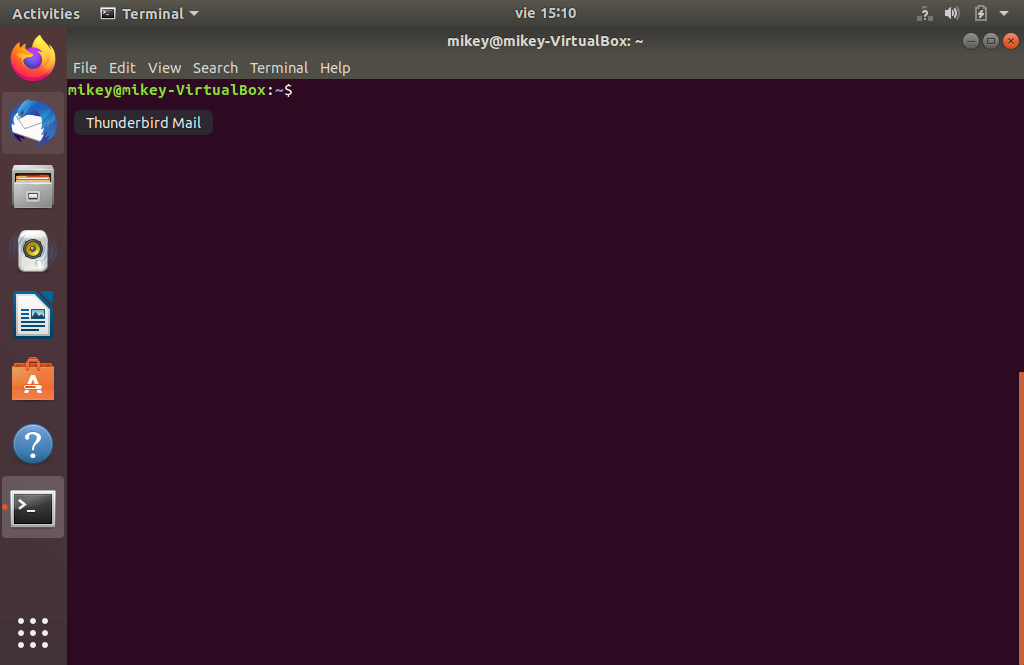 Activities Terminal vie 15:10
mikey@mikey-VirtualBox: ~
File Edit View Search Terminal Help
mikey@mikey-VirtualBox:~$
Thunderbird Mail